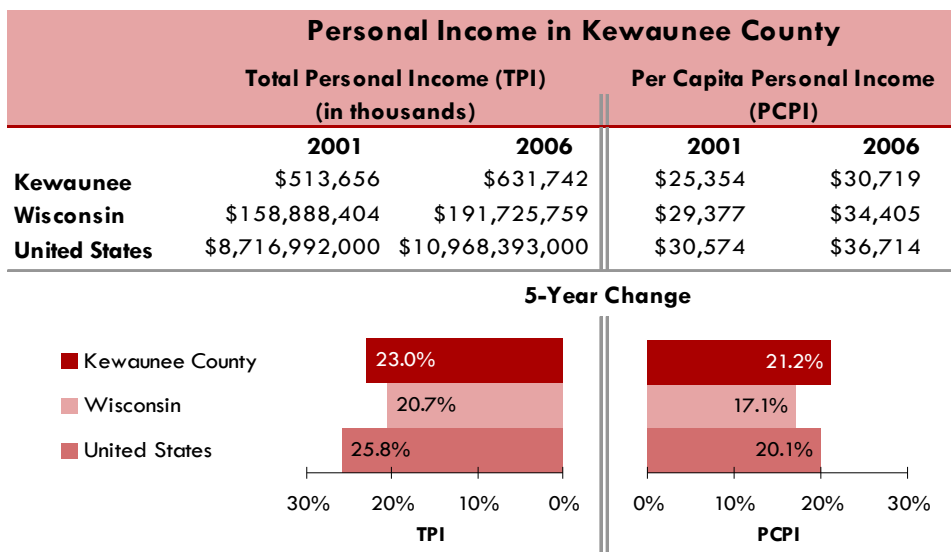 Personal Income in Kewaunee County
Total Personal Income (TPI) Per Capita Personal Income
(in thousands) (PCPI)
2001 2006 2001 2006
Kewaunee $513,656 $631,742 $25,354 $30,719
Wisconsin $158,888,404 $191,725,759 $29,377 $34,405
United States $8,716,992,000 $10,968,393,000 $30,574 $36,714
5-Year Change
Kewaunee County 23.0% 21.2%
Wisconsin 20.7% 17.1%
United States 25.8% 20.1%
30% 20% 10% 0% 0% 10% 20% 30%
TPI PCPI